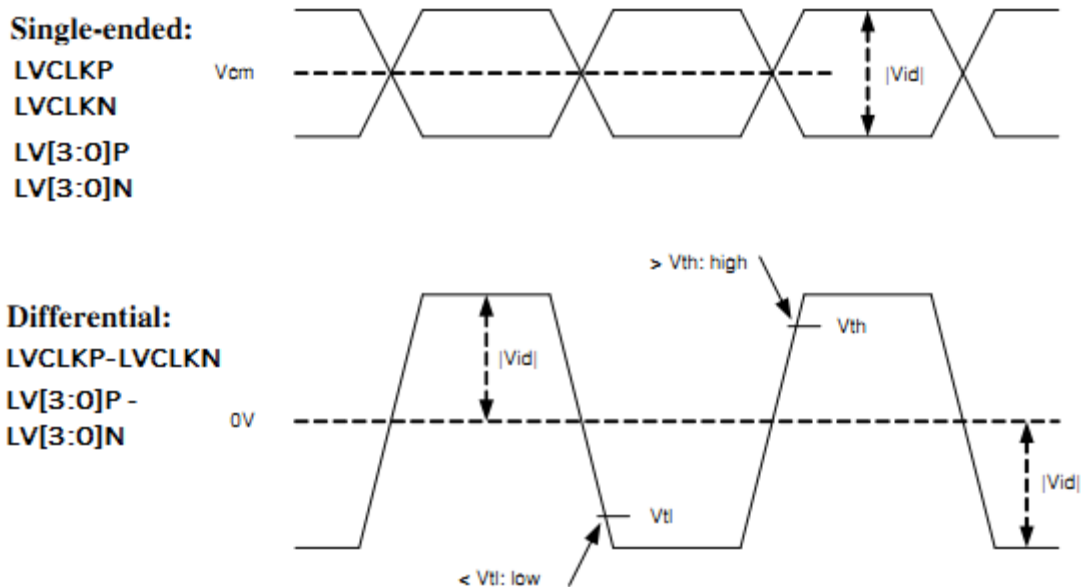 Single-ended:
LVCLKP
LVCLKN
LV[3:0]P
LV[3:0]N
Vcm
|Vid|
> Vth: high
Vth
Differential:
LVCLKP-LVCLKN
LV[3:0]P -
LV[3:0]N
|Vid|
0V
|Vid|
Vtl
< Vtl: low